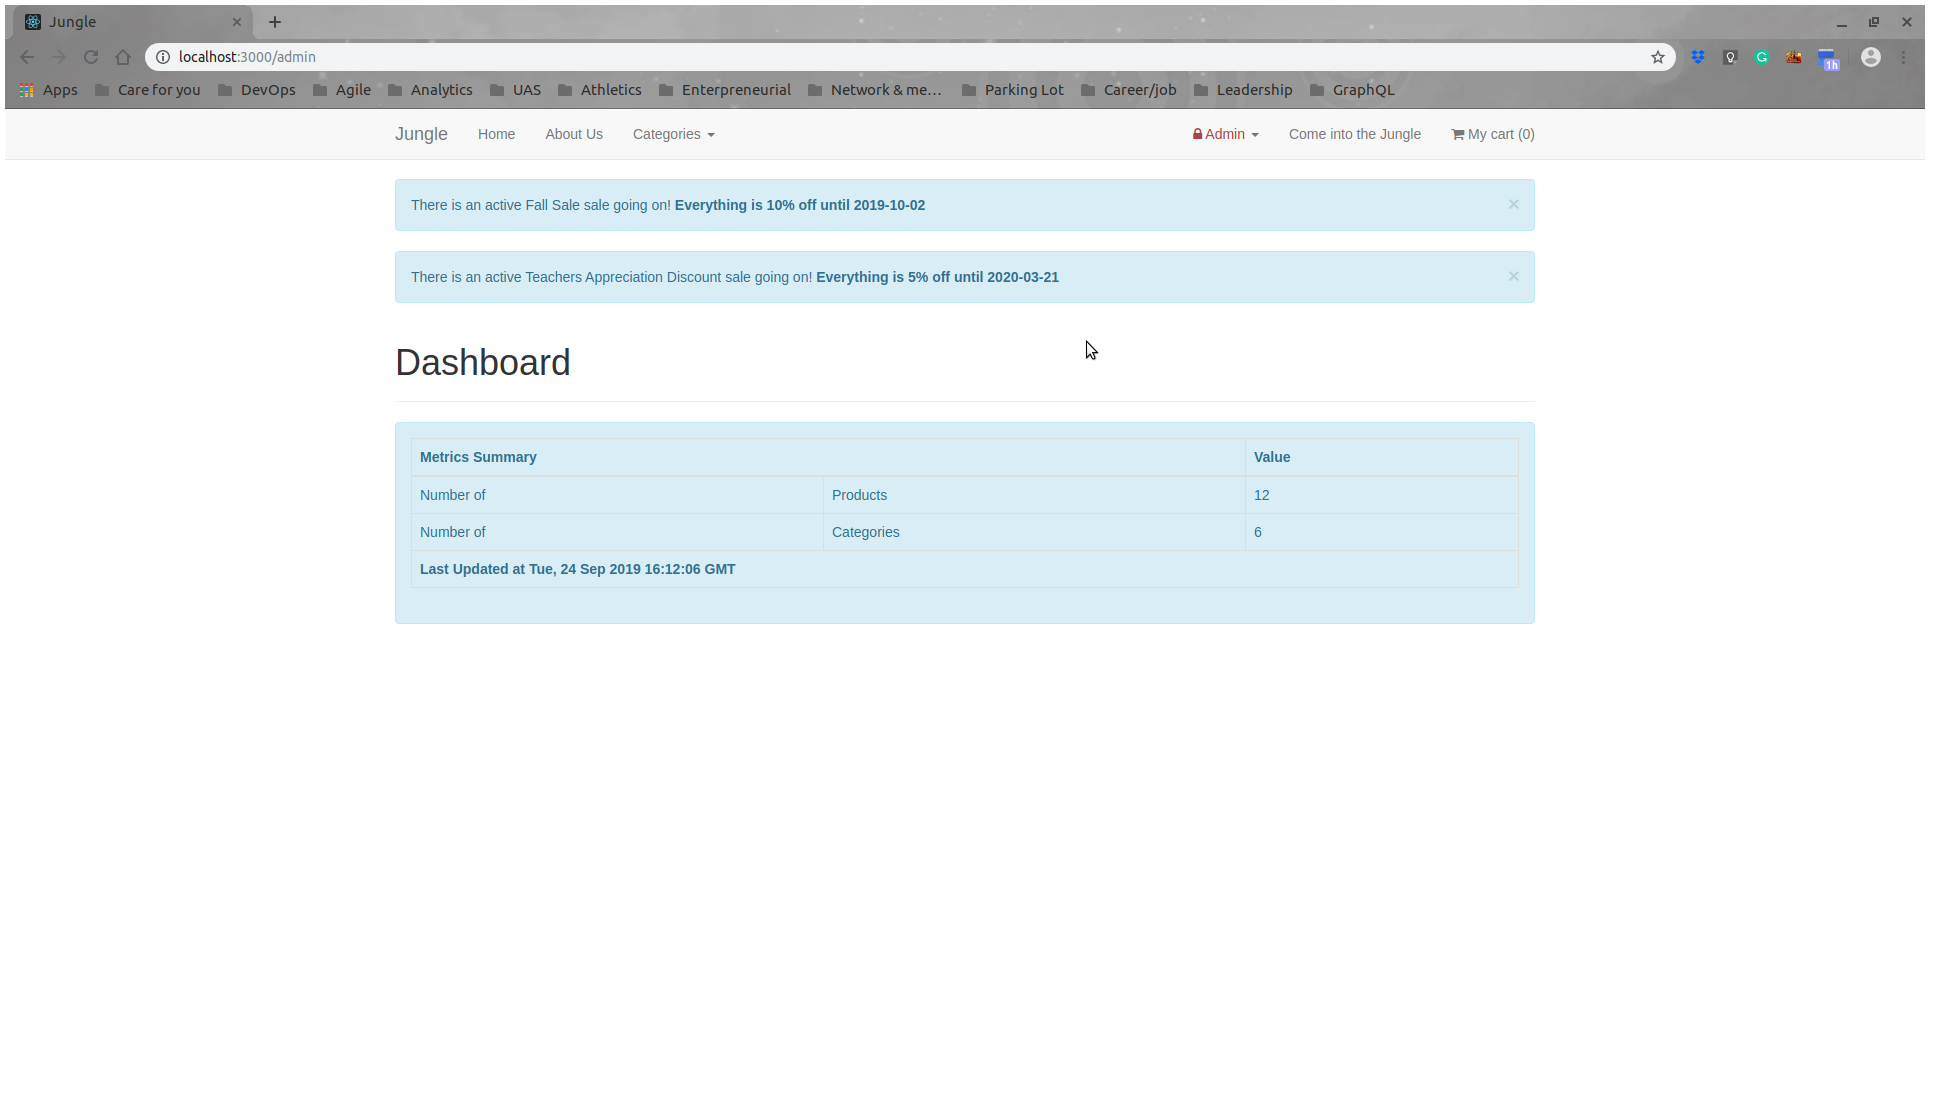 Jungle
localhost:3000/admin
1h
Apps Care for you DevOps Agile Analytics UAS Athletics Enterpreneurial Network & me... Parking Lot Career/job Leadership GraphQL
Jungle Home About Us Categories Admin Come into the Jungle My cart (0)
There is an active Fall Sale sale going on! Everything is 10% off until 2019-10-02 ×
There is an active Teachers Appreciation Discount sale going on! Everything is 5% off until 2020-03-21 ×
Dashboard
Metrics Summary Value
Number of Products 12
Number of Categories 6
Last Updated at Tue, 24 Sep 2019 16:12:06 GMT